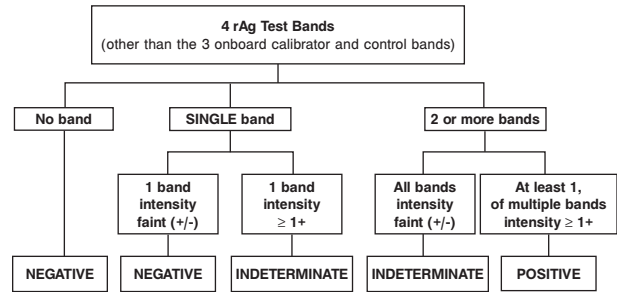 4 rAg Test Bands
(other than the 3 onboard calibrator and control bands)
No band
SINGLE band
2 or more bands
1 band
intensity
faint (+/-)
1 band
intensity
≥ 1+
All bands
intensity
faint (+/-)
At least 1,
of multiple bands
intensity ≥ 1+
NEGATIVE
NEGATIVE
INDETERMINATE
INDETERMINATE
POSITIVE